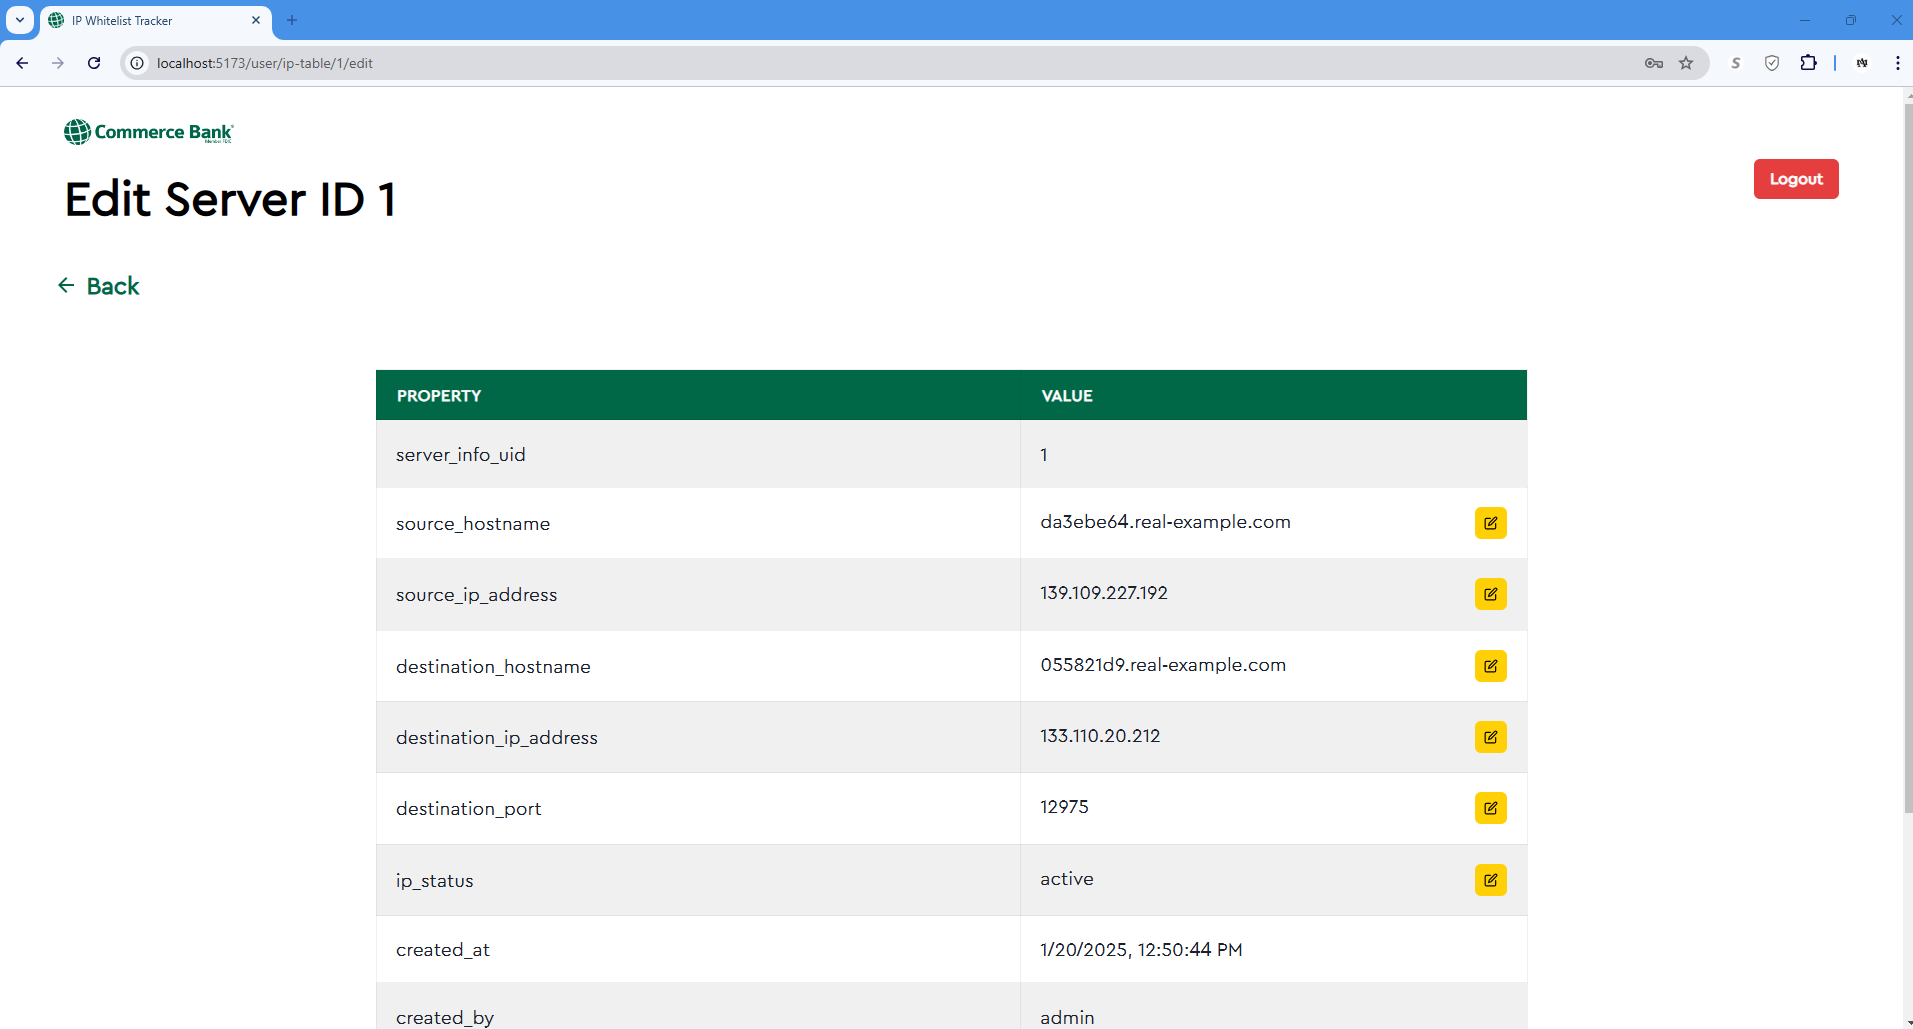 IP Whitelist Tracker
localhost:5173/user/ip-table/1/edit
Commerce Bank
Member FDIC
Edit Server ID 1
Logout
Back
PROPERTY VALUE
server_info_uid 1
source_hostname da3ebe64.real-example.com
source_ip_address 139.109.227.192
destination_hostname 055821d9.real-example.com
destination_ip_address 133.110.20.212
destination_port 12975
ip_status active
created_at 1/20/2025, 12:50:44 PM
created_by admin